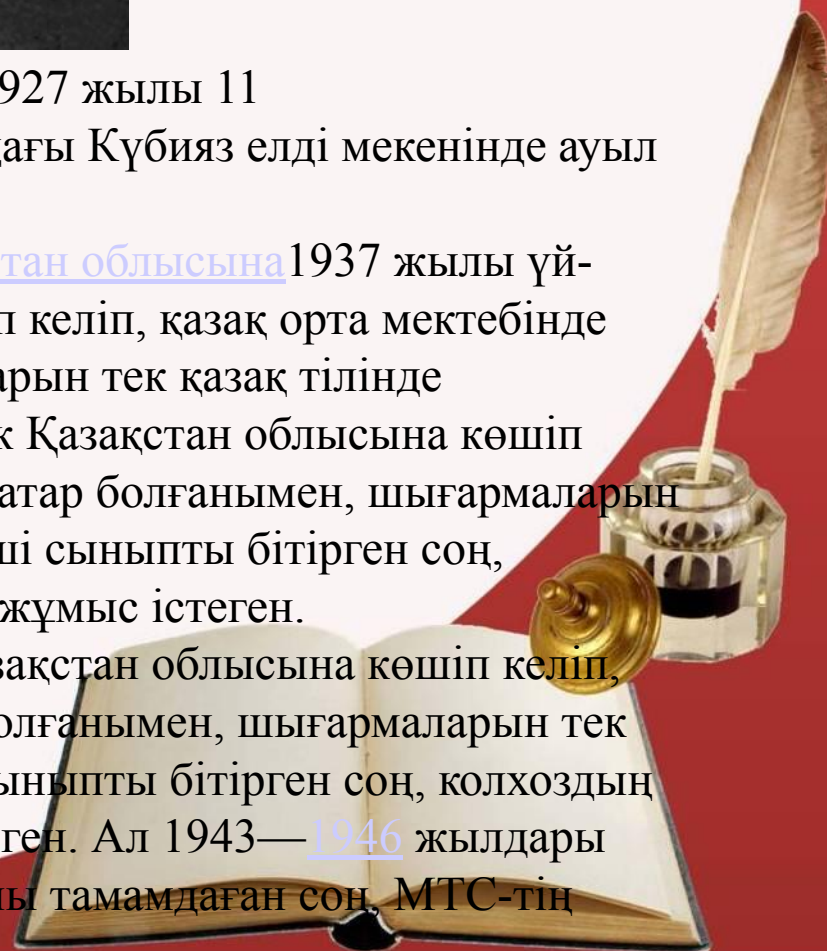 927 жылы 11
дағы Күбияз елді мекенінде ауыл
тан облысына1937 жылы үй-
п келіп, қазақ орта мектебінде
арын тек қазақ тілінде
к Қазақстан облысына көшіп
атар болғанымен, шығармаларын
ші сыныпты бітірген соң,
жұмыс істеген.
зақстан облысына көшіп келіп,
олғанымен, шығармаларын тек
ыныпты бітірген соң, колхоздың
ген. Ал 1943—1946 жылдары
ы тамамдаған соң, МТС-тің